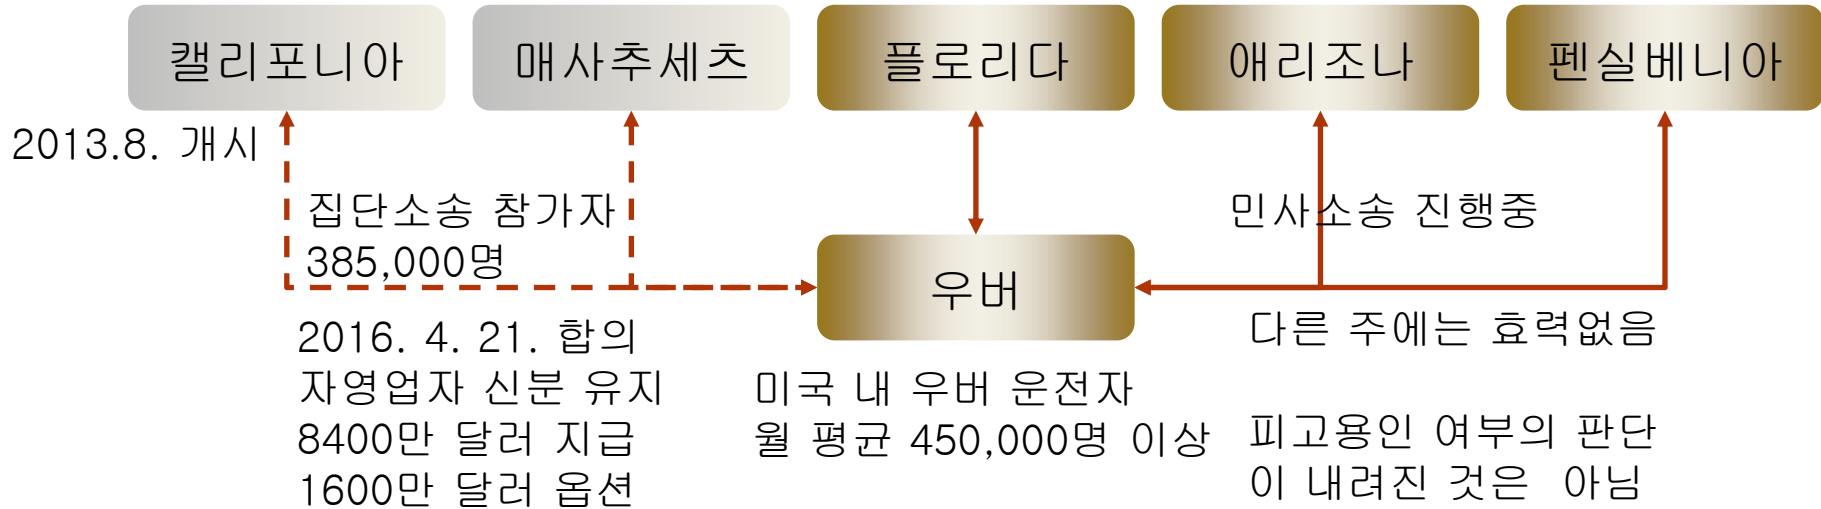 캘리포니아
매사추세츠
플로리다
애리조나
펜실베니아
2013.8. 개시
집단소송 참가자
385,000명
민사소송 진행중
우버
2016. 4. 21. 합의
자영업자 신분 유지
8400만 달러 지급
1600만 달러 옵션
미국 내 우버 운전자
월 평균 450,000명 이상
다른 주에는 효력없음
피고용인 여부의 판단
이 내려진 것은 아님